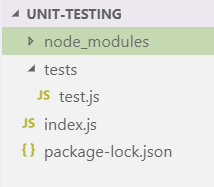 UNIT-TESTING
node_modules
tests
JS test.js
JS index.js
{} package-lock.json